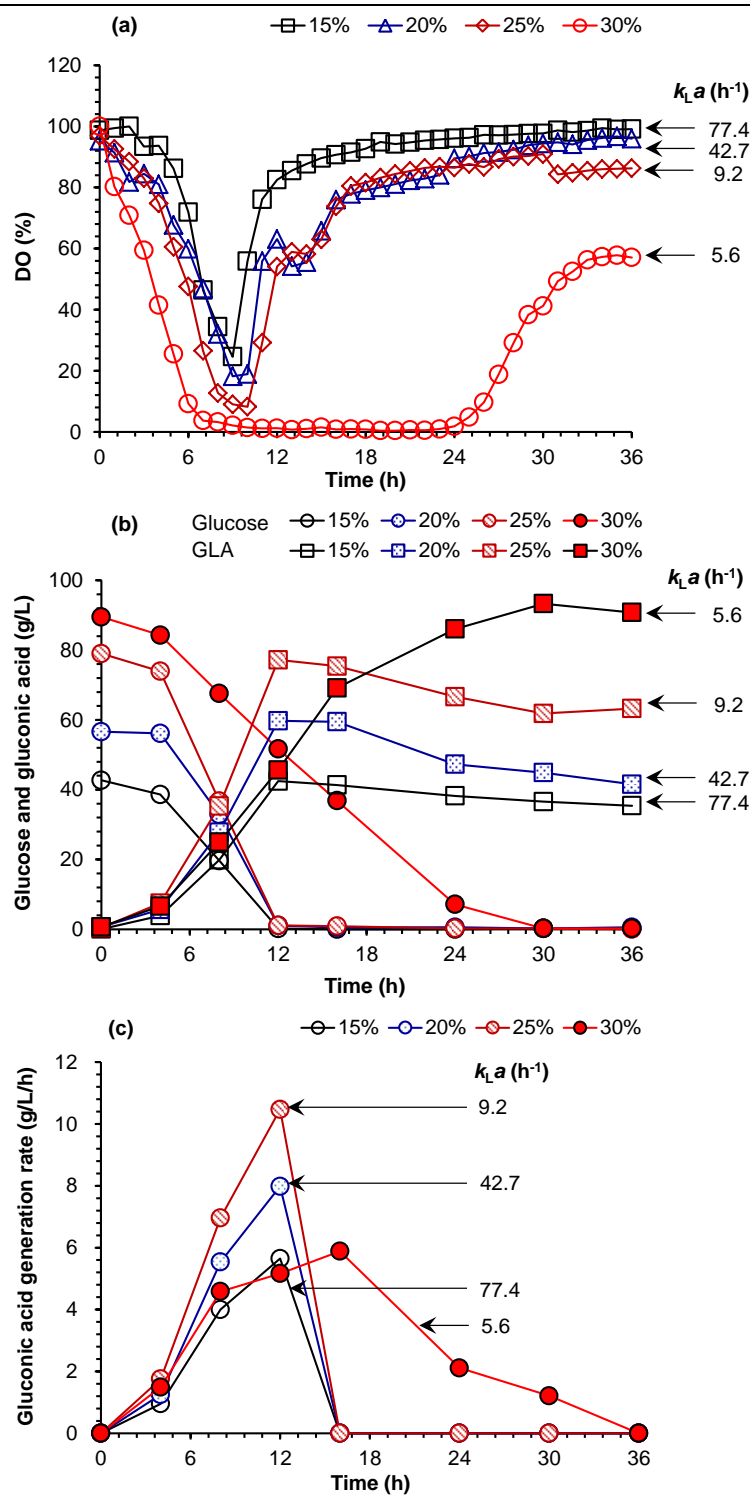 (a)
15% 20% 25% 30%
120
100
80
60
40
20
0
DO (%)
0 6 12 18 24 30 36
Time (h)
kLa (h-1)
77.4
42.7
9.2
5.6
(b)
Glucose 15% 20% 25% 30%
GLA 15% 20% 25% 30%
100
80
60
40
20
0
Glucose and gluconic acid (g/L)
0 6 12 18 24 30 36
Time (h)
kLa (h-1)
5.6
9.2
42.7
77.4
(c)
15% 20% 25% 30%
12
10
8
6
4
2
0
Gluconic acid generation rate (g/L/h)
0 6 12 18 24 30 36
Time (h)
kLa (h-1)
9.2
42.7
77.4
5.6